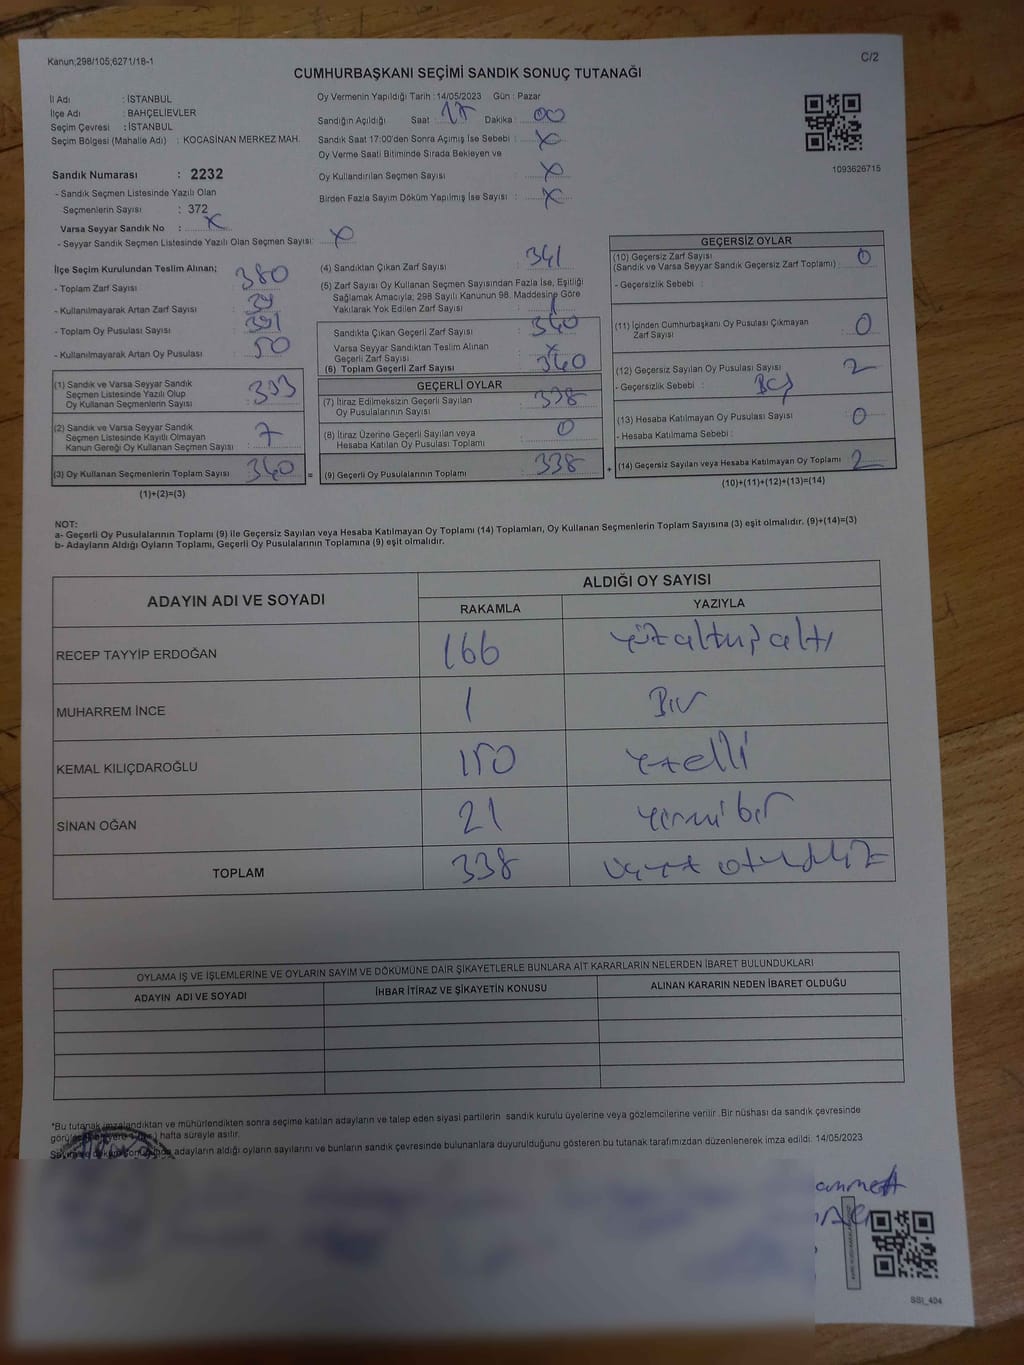 Kanun;298/105;6271/18-1
C/2
CUMHURBAŞKANI SEÇİMİ SANDIK SONUÇ TUTANAĞI
İl Adı : İSTANBUL
İlçe Adı : BAHÇELİEVLER
Seçim Çevresi : İSTANBUL
Seçim Bölgesi (Mahalle Adı) : KOCASİNAN MERKEZ MAH.
Oy Vermenin Yapıldığı Tarih : 14/05/2023 Gün : Pazar
Sandığın Açıldığı Saat : 17 Dakika : 00
Sandık Saat 17:00'den Sonra Açımış İse Sebebi : X
Oy Verme Saati Bitiminde Sırada Bekleyen ve
Oy Kullandırılan Seçmen Sayısı : X
Birden Fazla Sayım Döküm Yapılmış İse Sayısı : X
1093626715
Sandık Numarası : 2232
- Sandık Seçmen Listesinde Yazılı Olan
Seçmenlerin Sayısı : 372
Varsa Seyyar Sandık No : X
- Seyyar Sandık Seçmen Listesinde Yazılı Olan Seçmen Sayısı: X
İlçe Seçim Kurulundan Teslim Alınan;
- Toplam Zarf Sayısı : 380
- Kullanılmayarak Artan Zarf Sayısı : 39
- Toplam Oy Pusulası Sayısı : 391
- Kullanılmayarak Artan Oy Pusulası : 50
(1) Sandık ve Varsa Seyyar Sandık
Seçmen Listesinde Yazılı Olup
Oy Kullanan Seçmenlerin Sayısı : 333
(2) Sandık ve Varsa Seyyar Sandık
Seçmen Listesinde Kayıtlı Olmayan
Kanun Gereği Oy Kullanan Seçmen Sayısı : 7
(3) Oy Kullanan Seçmenlerin Toplam Sayısı : 340 =
(1)+(2)=(3)
(4) Sandıktan Çıkan Zarf Sayısı : 341
(5) Zarf Sayısı Oy Kullanan Seçmen Sayısından Fazla İse, Eşitliği
Sağlamak Amacıyla; 298 Sayılı Kanunun 98. Maddesine Göre
Yakılarak Yok Edilen Zarf Sayısı : 1
Sandıkta Çıkan Geçerli Zarf Sayısı : 340
Varsa Seyyar Sandıktan Teslim Alınan
Geçerli Zarf Sayısı : X
(6) Toplam Geçerli Zarf Sayısı : 340
GEÇERLİ OYLAR
(7) İtiraz Edilmeksizin Geçerli Sayılan
Oy Pusulalarının Sayısı : 338
(8) İtiraz Üzerine Geçerli Sayılan veya
Hesaba Katılan Oy Pusulası Toplamı : 0
(9) Geçerli Oy Pusulalarının Toplamı : 338 +
GEÇERSİZ OYLAR
(10) Geçersiz Zarf Sayısı
(Sandık ve Varsa Seyyar Sandık Geçersiz Zarf Toplamı) : 0
- Geçersizlik Sebebi :
(11) İçinden Cumhurbaşkanı Oy Pusulası Çıkmayan
Zarf Sayısı : 0
(12) Geçersiz Sayılan Oy Pusulası Sayısı : 2
- Geçersizlik Sebebi :
(13) Hesaba Katılmayan Oy Pusulası Sayısı : 0
- Hesaba Katılmama Sebebi :
(14) Geçersiz Sayılan veya Hesaba Katılmayan Oy Toplamı : 2
(10)+(11)+(12)+(13)=(14)
NOT:
a- Geçerli Oy Pusulalarının Toplamı (9) ile Geçersiz Sayılan veya Hesaba Katılmayan Oy Toplamı (14) Toplamları, Oy Kullanan Seçmenlerin Toplam Sayısına (3) eşit olmalıdır. (9)+(14)=(3)
b- Adayların Aldığı Oyların Toplamı, Geçerli Oy Pusulalarının Toplamına (9) eşit olmalıdır.
ADAYIN ADI VE SOYADI
ALDIĞI OY SAYISI
RAKAMLA YAZIYLA
RECEP TAYYİP ERDOĞAN 166 yüzaltmışaltı
MUHARREM İNCE 1 Bir
KEMAL KILIÇDAROĞLU 150 yüzelli
SİNAN OĞAN 21 yirmi bir
TOPLAM 338 üçyüz otuzsekiz
OYLAMA İŞ VE İŞLEMLERİNE VE OYLARIN SAYIM VE DÖKÜMÜNE DAİR ŞİKAYETLERLE BUNLARA AİT KARARLARIN NELERDEN İBARET BULUNDUKLARI
ADAYIN ADI VE SOYADI İHBAR İTİRAZ VE ŞİKAYETİN KONUSU ALINAN KARARIN NEDEN İBARET OLDUĞU
*Bu tutanak imzalandıktan ve mühürlendikten sonra seçime katılan adayların ve talep eden siyasi partilerin sandık kurulu üyelerine veya gözlemcilerine verilir .Bir nüshası da sandık çevresinde
hafta süreyle asılır.
adayların aldığı oyların sayılarını ve bunların sandık çevresinde bulunanlara duyurulduğunu gösteren bu tutanak tarafımızdan düzenlenerek imza edildi. 14/05/2023
SSI_404